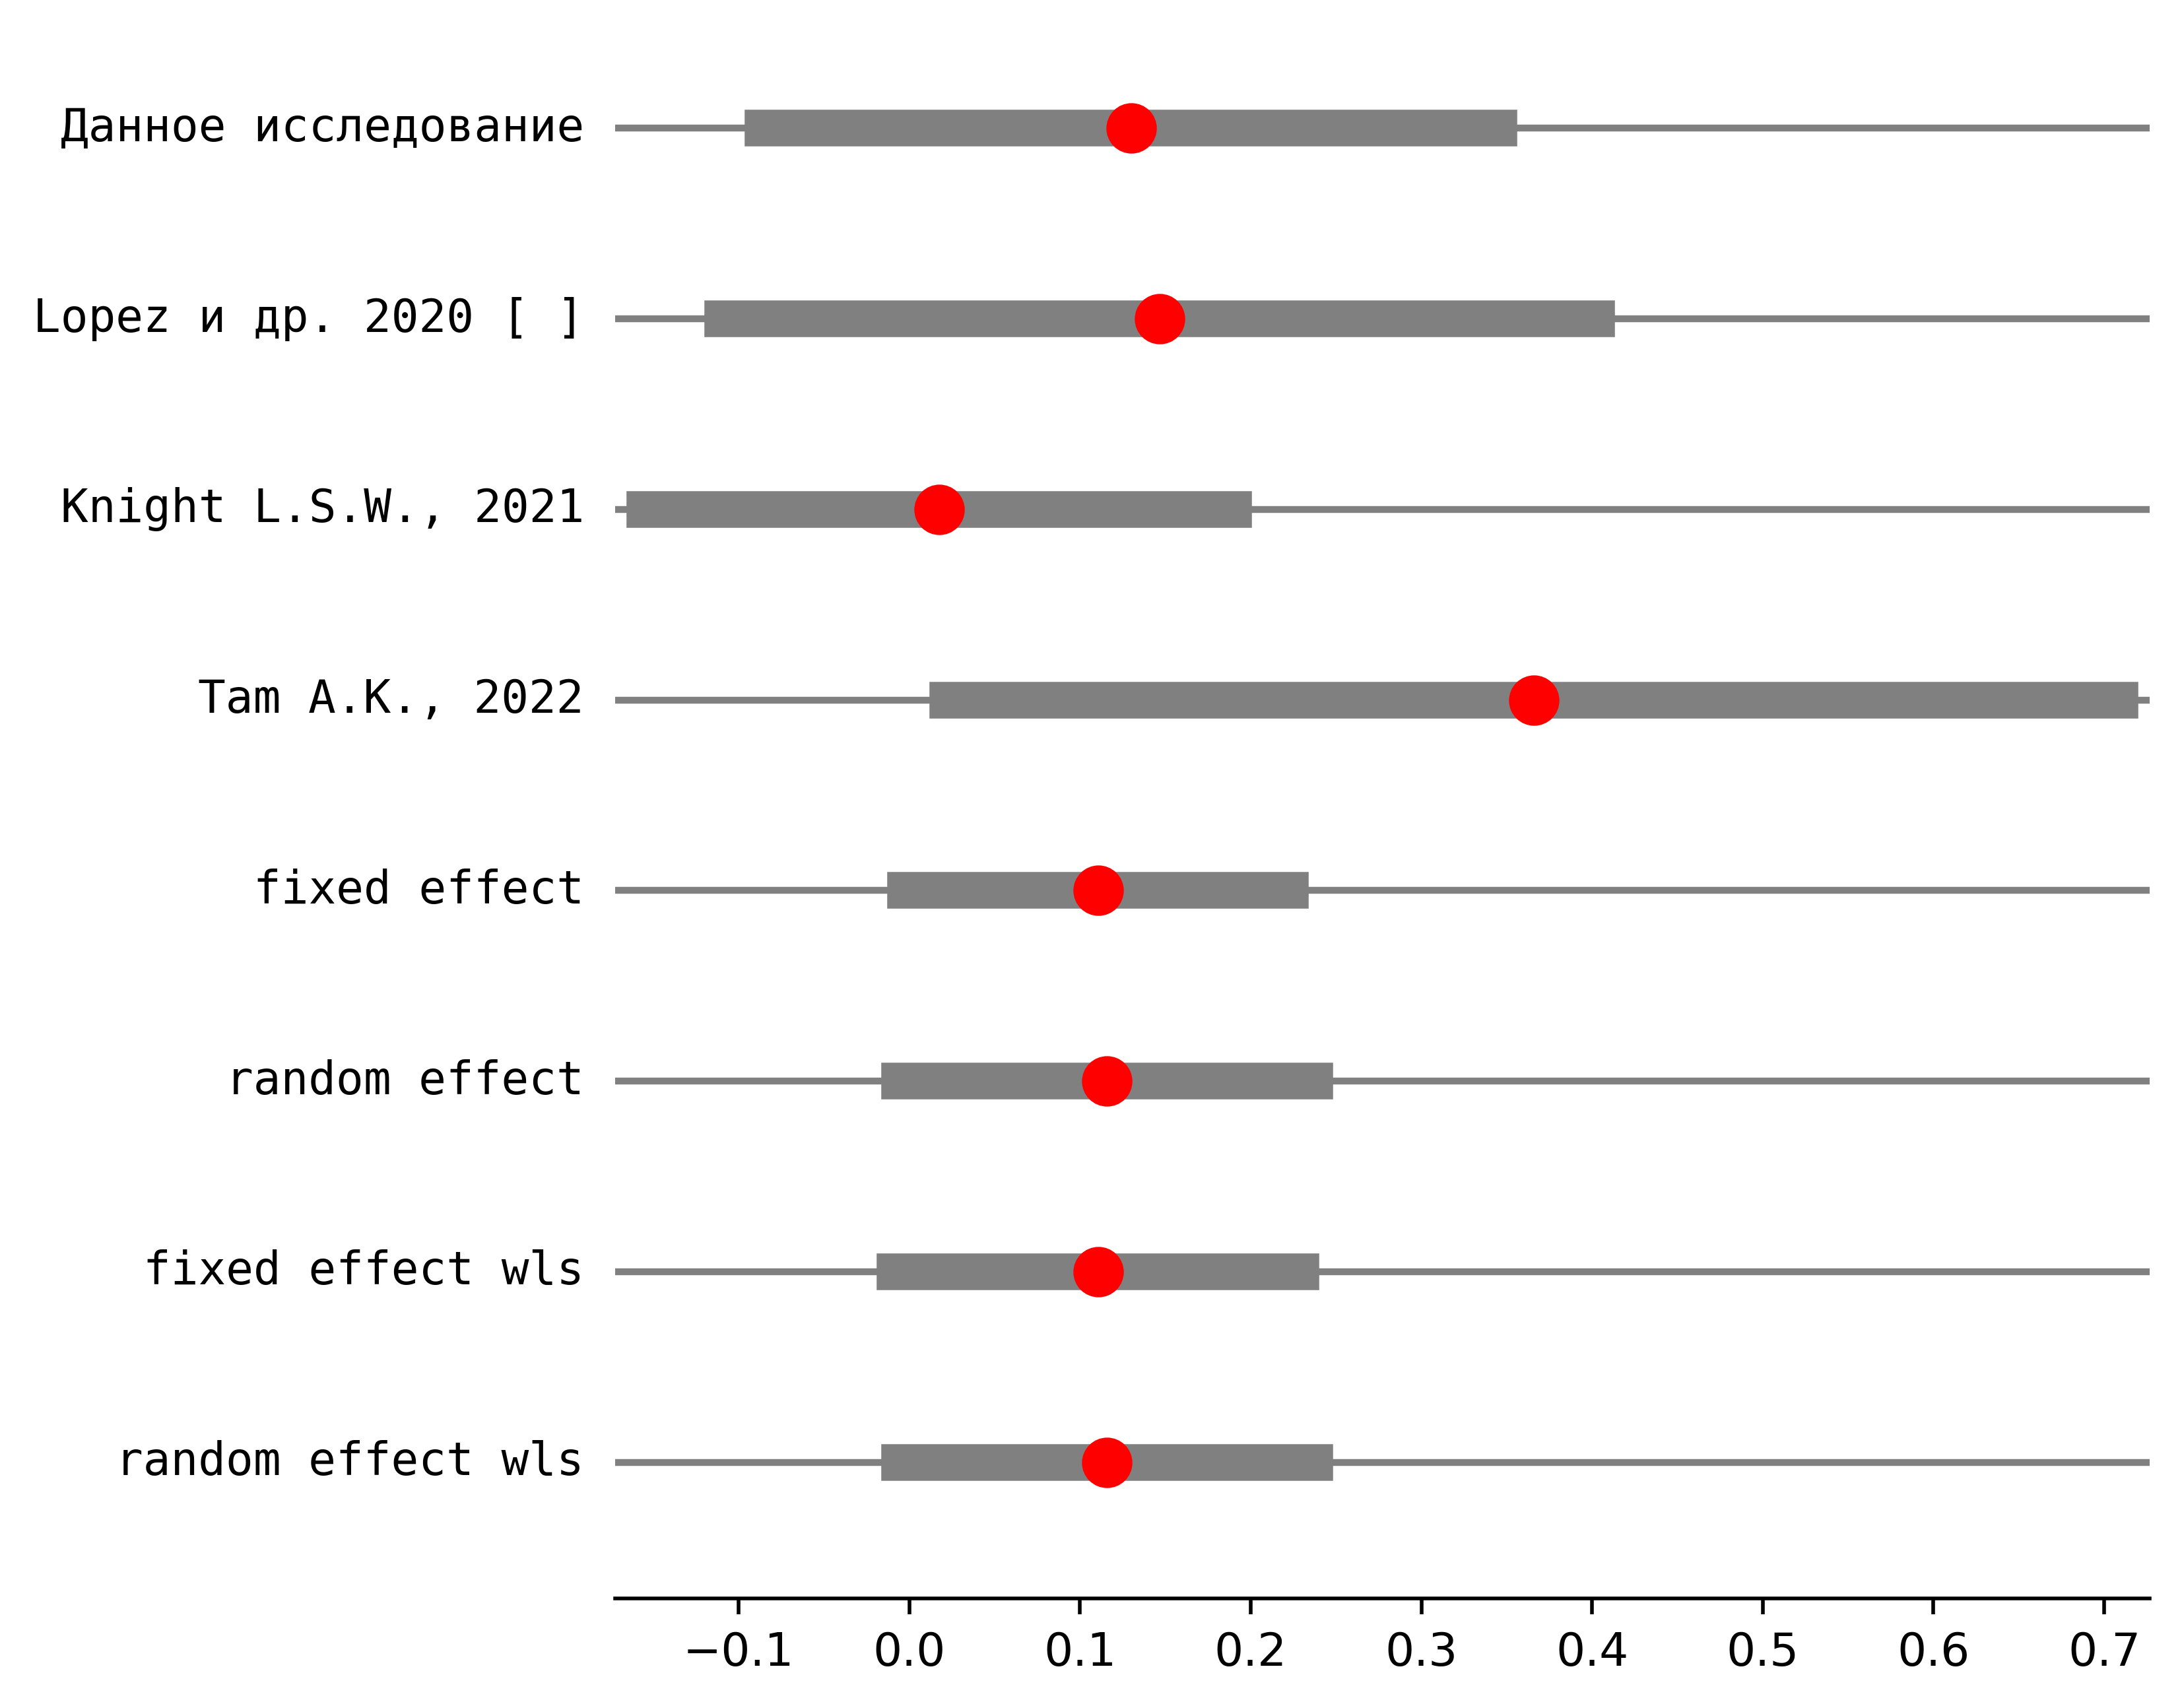 Данное исследование
Lopez и др. 2020 [ ]
Knight L.S.W., 2021
Tam A.K., 2022
fixed effect
random effect
fixed effect wls
random effect wls
−0.1 0.0 0.1 0.2 0.3 0.4 0.5 0.6 0.7